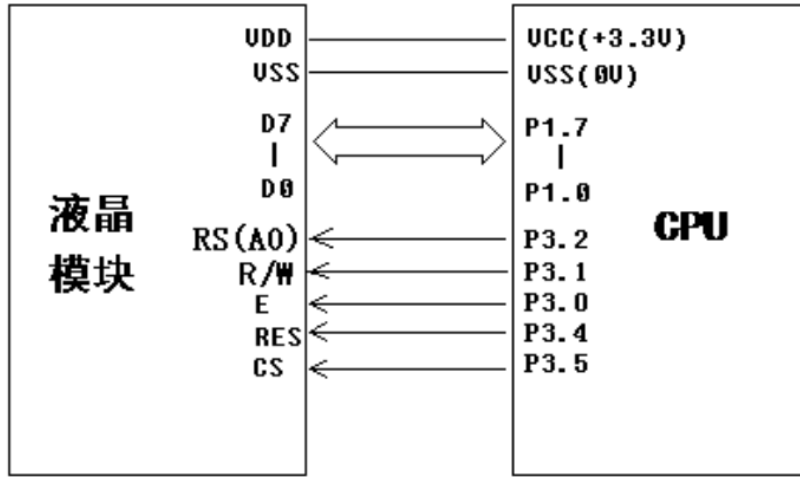 VDD VCC(+3.3V)
VSS VSS(0V)
D7 P1.7
|  |
D0 P1.0
液晶
模块
CPU
RS(A0) P3.2
R/W P3.1
E P3.0
RES P3.4
CS P3.5